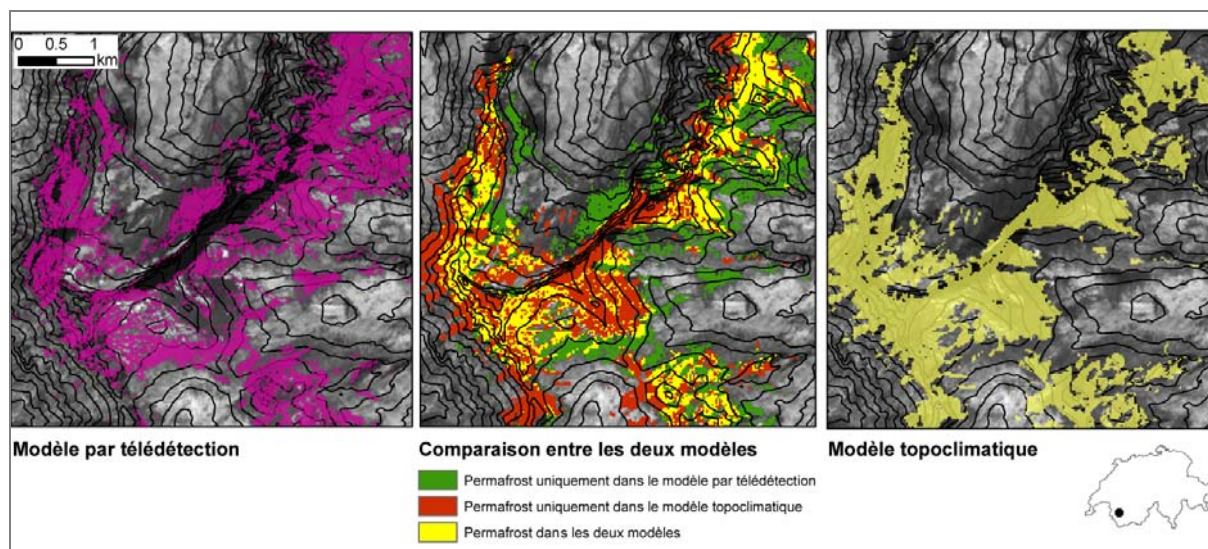 0 0.5 1
km
Modèle par télédétection
Comparaison entre les deux modèles
Modèle topoclimatique
Permafrost uniquement dans le modèle par télédétection
Permafrost uniquement dans le modèle topoclimatique
Permafrost dans les deux modèles